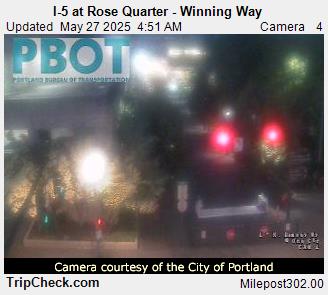 I-5 at Rose Quarter - Winning Way
Updated May 27 2025 4:51 AM Camera 4
PBOT
PORTLAND BUREAU OF TRANSPORTATION
Camera courtesy of the City of Portland
TripCheck.com Milepost302.00